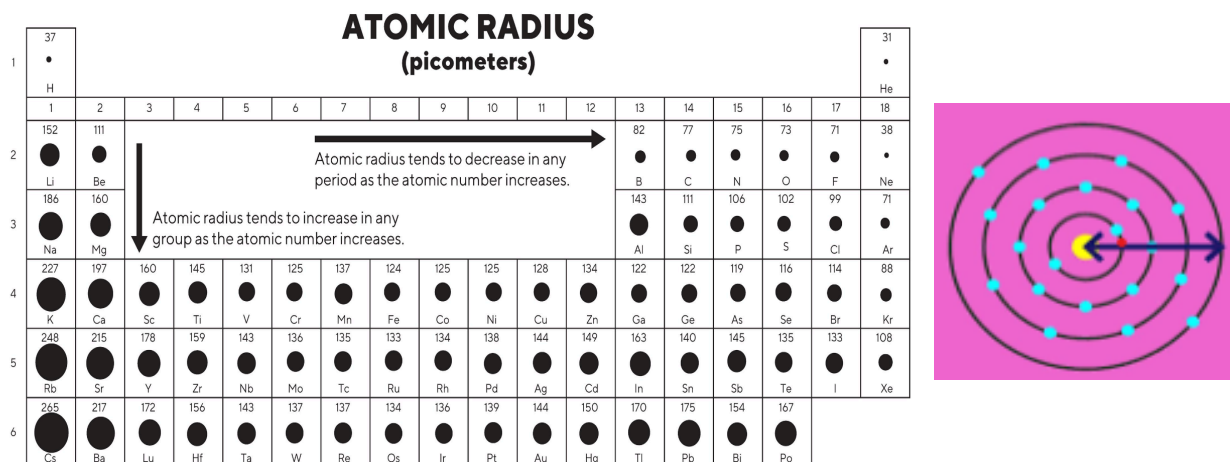 ATOMIC RADIUS
(picometers)
37 31
1
H He
1 2 3 4 5 6 7 8 9 10 11 12 13 14 15 16 17 18
152 111 82 77 75 73 71 38
2
Atomic radius tends to decrease in any
period as the atomic number increases.
Li Be B C N O F Ne
186 160 143 111 106 102 99 71
3
Atomic radius tends to increase in any
group as the atomic number increases.
Na Mg Al Si P S Cl Ar
227 197 160 145 131 125 137 124 125 125 128 134 122 122 119 116 114 88
4
K Ca Sc Ti V Cr Mn Fe Co Ni Cu Zn Ga Ge As Se Br Kr
248 215 178 159 143 136 135 133 134 138 144 149 163 140 145 135 133 108
5
Rb Sr Y Zr Nb Mo Tc Ru Rh Pd Ag Cd In Sn Sb Te I Xe
265 217 172 156 143 137 137 134 136 139 144 150 170 175 154 167
6
Cs Ba Lu Hf Ta W Re Os Ir Pt Au Hg Tl Pb Bi Po